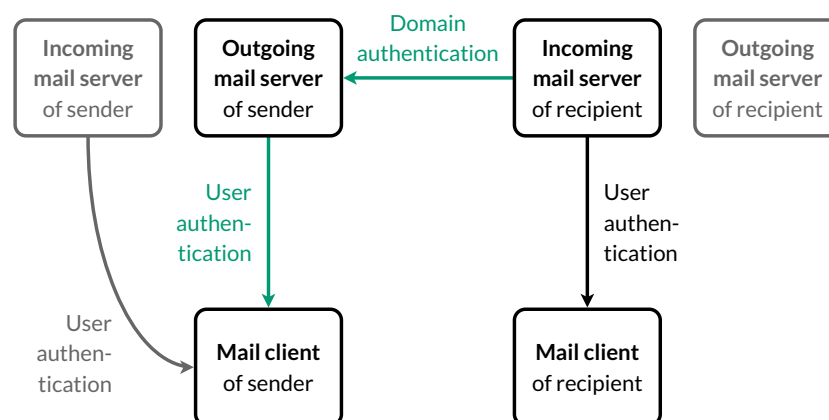 Incoming
mail server
of sender
Outgoing
mail server
of sender
Domain
authentication
Incoming
mail server
of recipient
Outgoing
mail server
of recipient
User
authen-
tication
User
authen-
tication
User
authen-
tication
Mail client
of sender
Mail client
of recipient